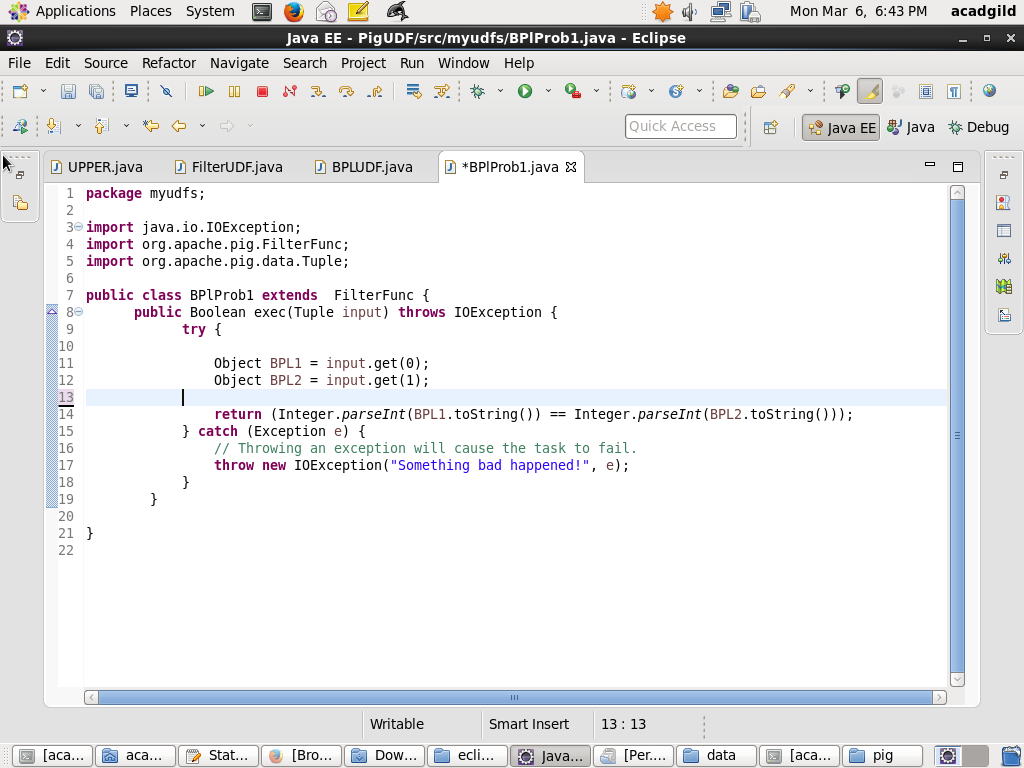 Applications Places System Mon Mar 6, 6:43 PM acadgild
Java EE - PigUDF/src/myudfs/BPlProb1.java - Eclipse
File Edit Source Refactor Navigate Search Project Run Window Help
Quick Access Java EE Java Debug
UPPER.java FilterUDF.java BPLUDF.java *BPlProb1.java
1 package myudfs;
2
3 import java.io.IOException;
4 import org.apache.pig.FilterFunc;
5 import org.apache.pig.data.Tuple;
6
7 public class BPlProb1 extends  FilterFunc {
8 public Boolean exec(Tuple input) throws IOException {
9 try {
10
11 Object BPL1 = input.get(0);
12 Object BPL2 = input.get(1);
13
14 return (Integer.parseInt(BPL1.toString()) == Integer.parseInt(BPL2.toString()));
15 } catch (Exception e) {
16 // Throwing an exception will cause the task to fail.
17 throw new IOException("Something bad happened!", e);
18 }
19 }
20
21 }
22
Writable Smart Insert 13 : 13
[aca... aca... Stat... [Bro... Dow... ecli... Java... [Per.... data [aca... pig